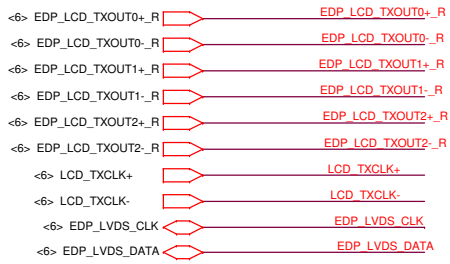 <6> EDP_LCD_TXOUT0+_R EDP_LCD_TXOUT0+_R
<6> EDP_LCD_TXOUT0-_R EDP_LCD_TXOUT0-_R
<6> EDP_LCD_TXOUT1+_R EDP_LCD_TXOUT1+_R
<6> EDP_LCD_TXOUT1-_R EDP_LCD_TXOUT1-_R
<6> EDP_LCD_TXOUT2+_R EDP_LCD_TXOUT2+_R
<6> EDP_LCD_TXOUT2-_R EDP_LCD_TXOUT2-_R
<6> LCD_TXCLK+ LCD_TXCLK+
<6> LCD_TXCLK- LCD_TXCLK-
<6> EDP_LVDS_CLK EDP_LVDS_CLK
<6> EDP_LVDS_DATA EDP_LVDS_DATA